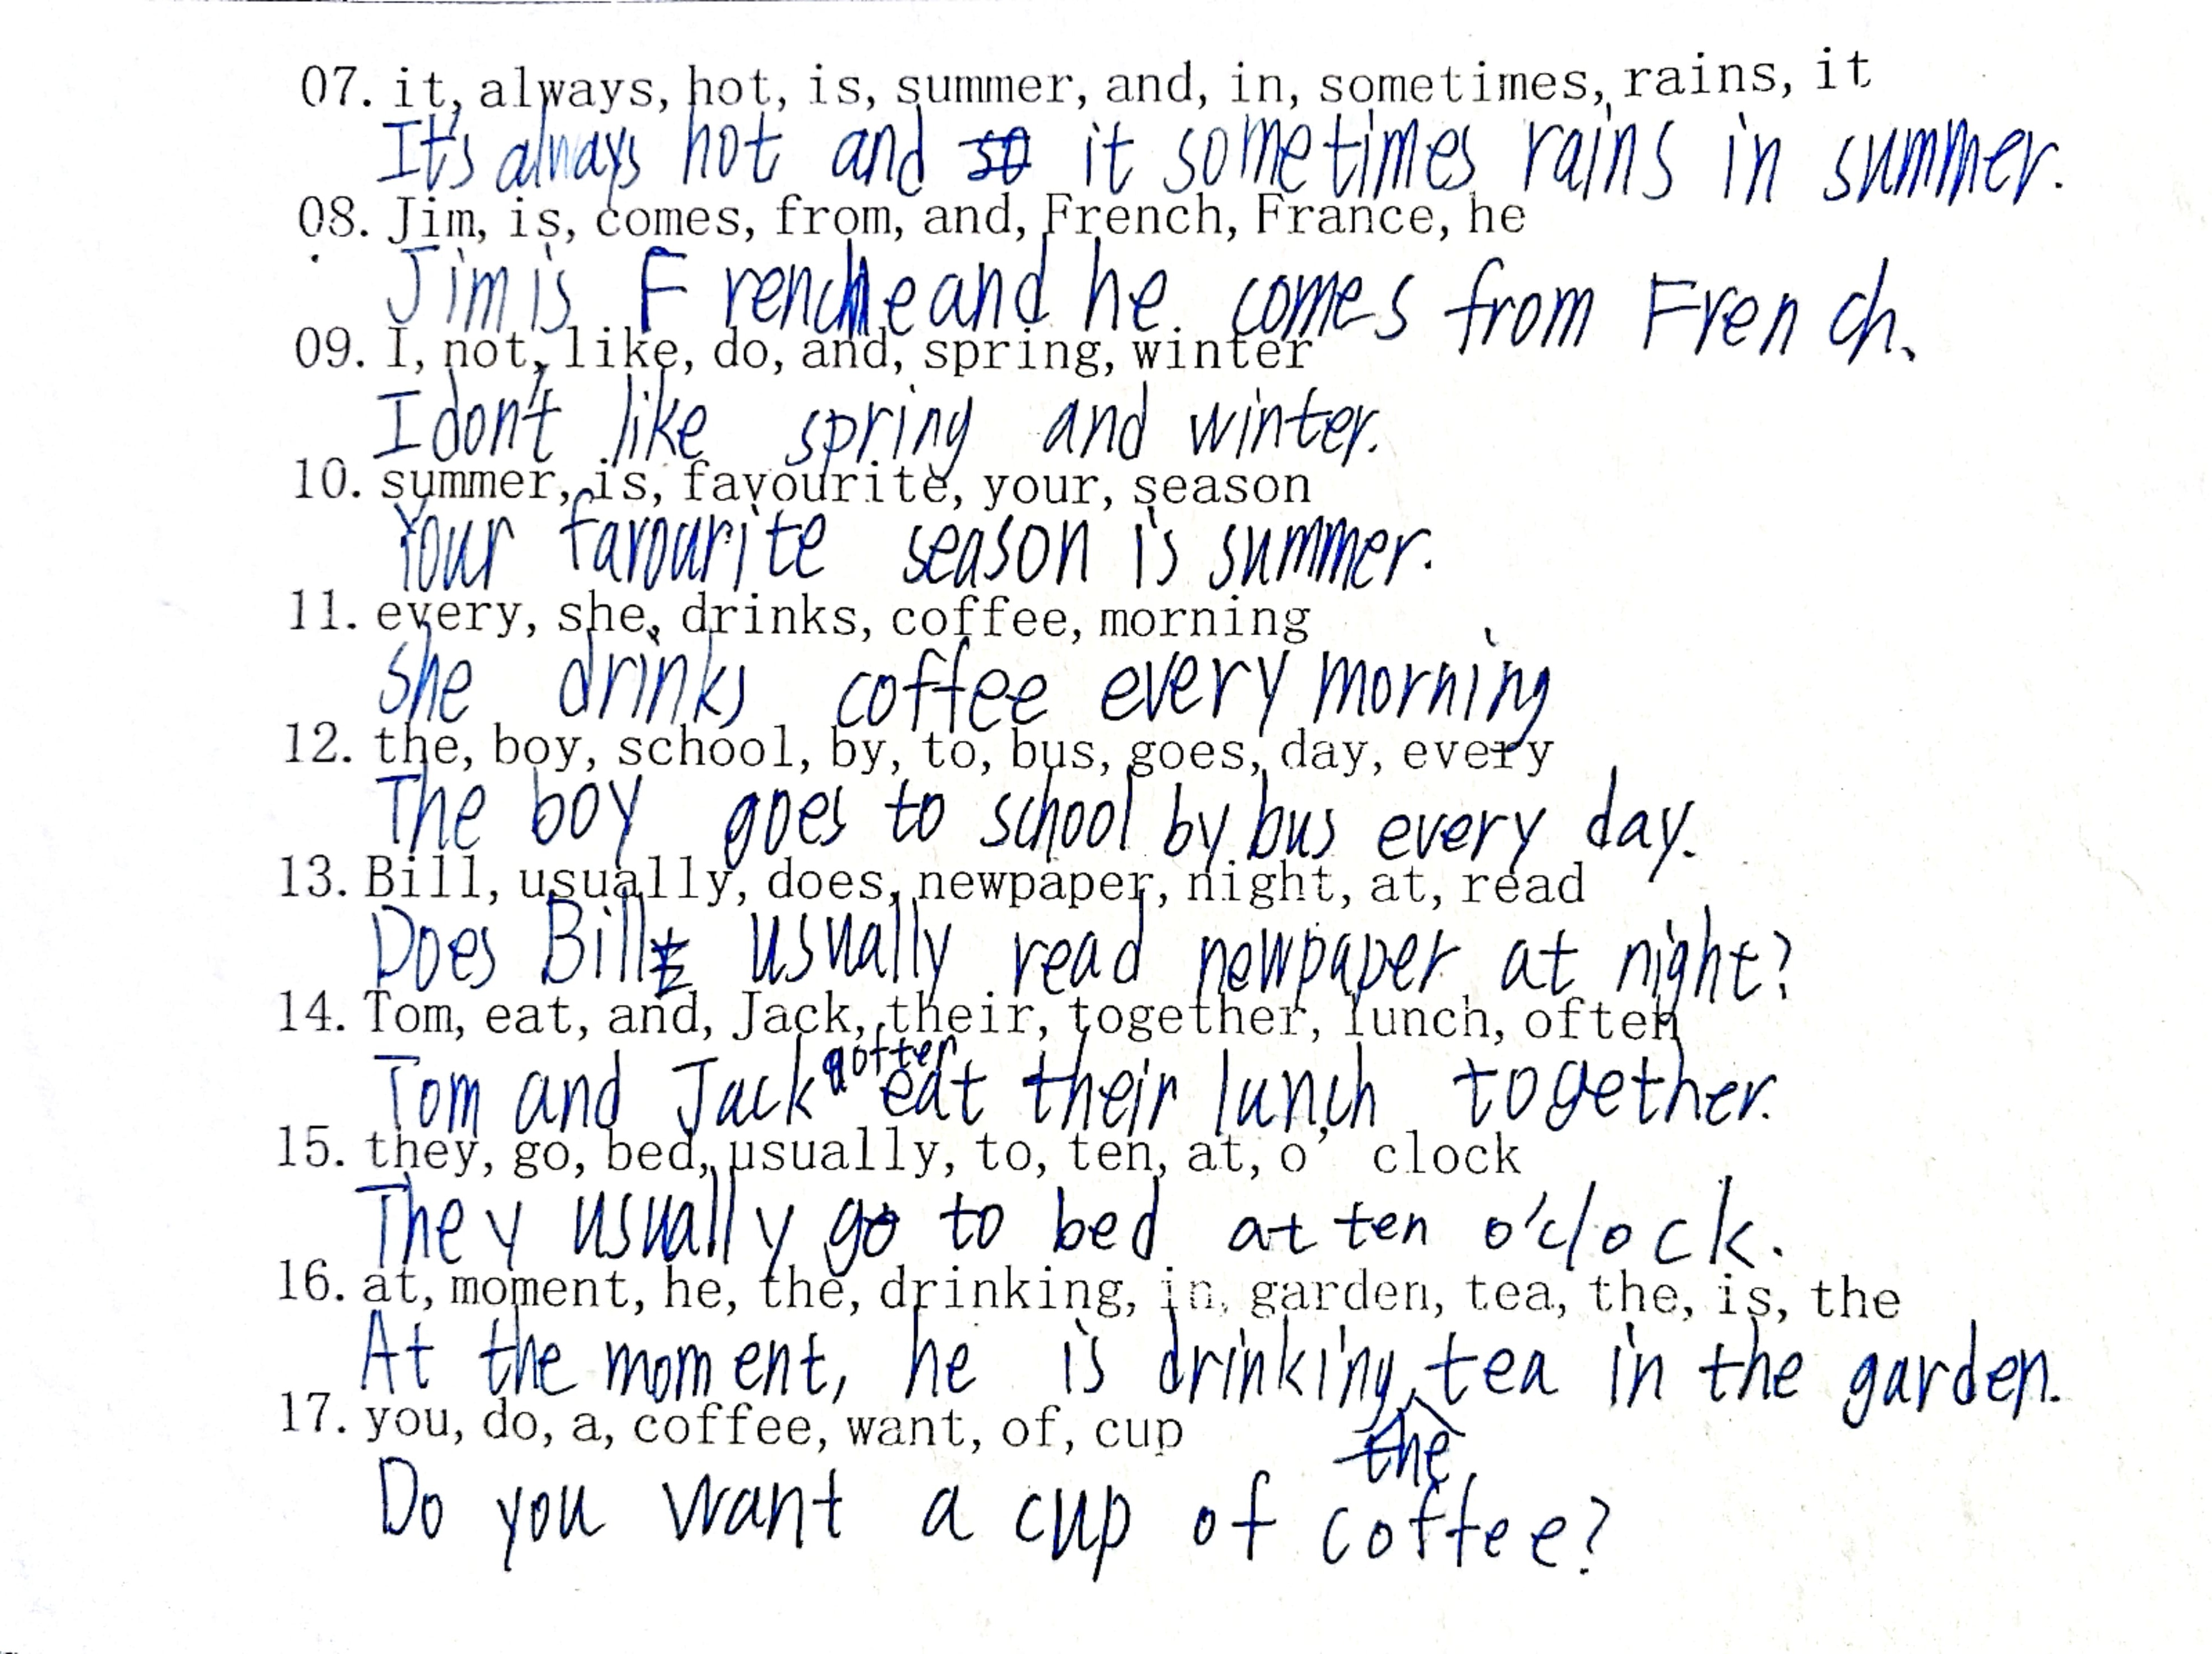 07. it, always, hot, is, summer, and, in, sometimes, rains, it
It's always hot and so it sometimes rains in summer.
08. Jim, is, comes, from, and, French, France, he
Jim is Frenche and he comes from French.
09. I, not, like, do, and, spring, winter
I don't like spring and winter.
10. summer, is, favourite, your, season
Your favourite season is summer.
11. every, she, drinks, coffee, morning
She drinks coffee every morning
12. the, boy, school, by, to, bus, goes, day, every
The boy goes to school by bus every day.
13. Bill, usually, does, newpaper, night, at, read
Does Bill usually read newpaper at night?
14. Tom, eat, and, Jack, their, together, lunch, often
often
Tom and Jack eat their lunch together.
15. they, go, bed, usually, to, ten, at, o' clock
They usually go to bed at ten o'clock.
16. at, moment, he, the, drinking, in, garden, tea, the, is, the
At the moment, he is drinking tea in the garden.
17. you, do, a, coffee, want, of, cup
the
Do you want a cup of coffee?